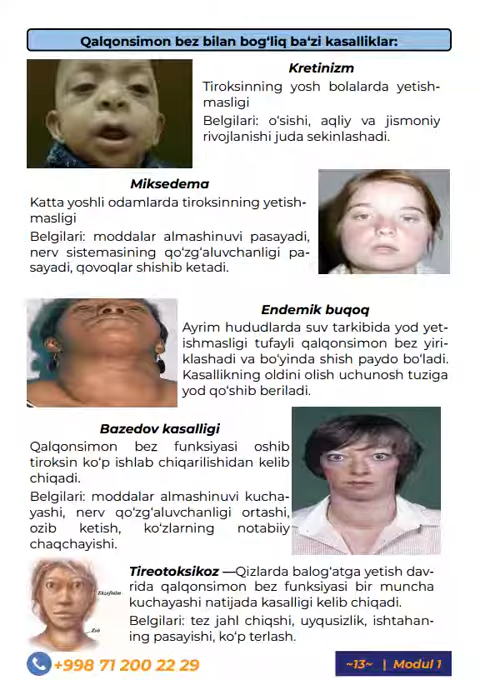 Qalqonsimon bez bilan bog‘liq ba‘zi kasalliklar:
Kretinizm
Tiroksinning yosh bolalarda yetish-
masligi
Belgilari: o‘sishi, aqliy va jismoniy
rivojlanishi juda sekinlashadi.
Miksedema
Katta yoshli odamlarda tiroksinning yetish-
masligi
Belgilari: moddalar almashinuvi pasayadi,
nerv sistemasining qo‘zg‘aluvchanligi pa-
sayadi, qovoqlar shishib ketadi.
Endemik buqoq
Ayrim hududlarda suv tarkibida yod yet-
ishmasligi tufayli qalqonsimon bez yiri-
klashadi va bo‘yinda shish paydo bo‘ladi.
Kasallikning oldini olish uchunosh tuziga
yod qo‘shib beriladi.
Bazedov kasalligi
Qalqonsimon bez funksiyasi oshib
tiroksin ko‘p ishlab chiqarilishidan kelib
chiqadi.
Belgilari: moddalar almashinuvi kucha-
yashi, nerv qo‘zg‘aluvchanligi ortashi,
ozib ketish, ko‘zlarning notabiiy
chaqchayishi.
Tireotoksikoz —Qizlarda balog‘atga yetish dav-
rida qalqonsimon bez funksiyasi bir muncha
kuchayashi natijada kasalligi kelib chiqadi.
Belgilari: tez jahl chiqshi, uyqusizlik, ishtahan-
ing pasayishi, ko‘p terlash.
+998 71 200 22 29
~13~ | Modul 1